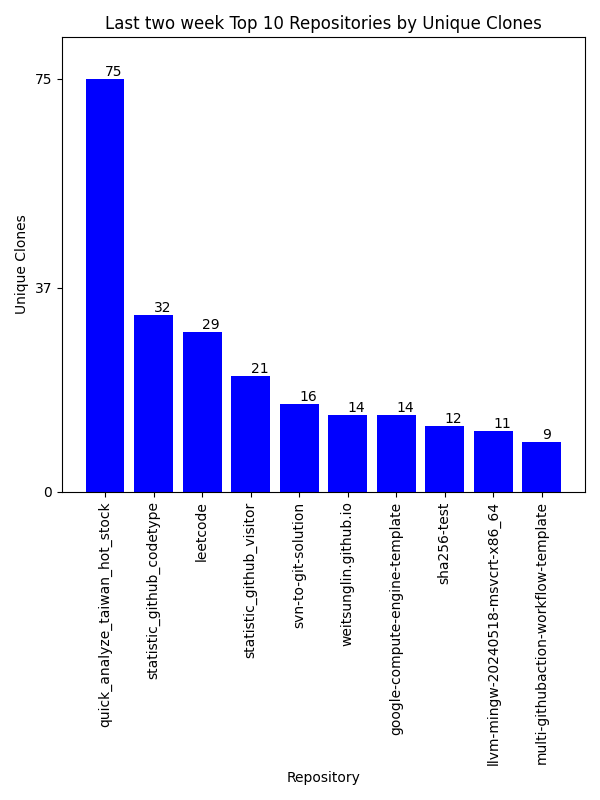 Last two week Top 10 Repositories by Unique Clones
Unique Clones
75
37
0
75
32
29
21
16
14
14
12
11
9
quick_analyze_taiwan_hot_stock
statistic_github_codetype
leetcode
statistic_github_visitor
svn-to-git-solution
weitsunglin.github.io
google-compute-engine-template
sha256-test
llvm-mingw-20240518-msvcrt-x86_64
multi-githubaction-workflow-template
Repository